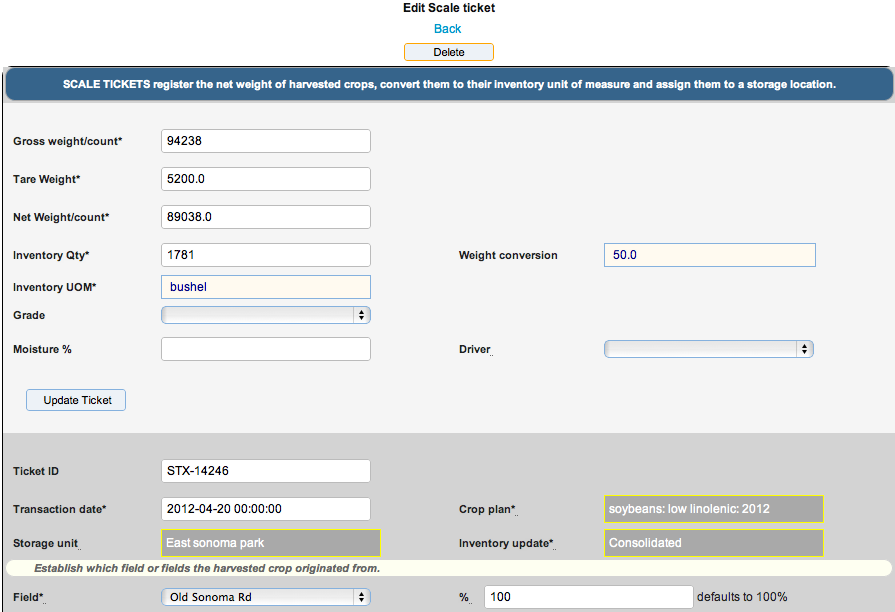 Edit Scale ticket
Back
Delete
SCALE TICKETS register the net weight of harvested crops, convert them to their inventory unit of measure and assign them to a storage location.
Gross weight/count* 94238
Tare Weight* 5200.0
Net Weight/count* 89038.0
Inventory Qty* 1781 Weight conversion 50.0
Inventory UOM* bushel
Grade
Moisture % Driver
Update Ticket
Ticket ID STX-14246
Transaction date* 2012-04-20 00:00:00 Crop plan* soybeans: low linolenic: 2012
Storage unit East sonoma park Inventory update* Consolidated
Establish which field or fields the harvested crop originated from.
Field* Old Sonoma Rd % 100 defaults to 100%